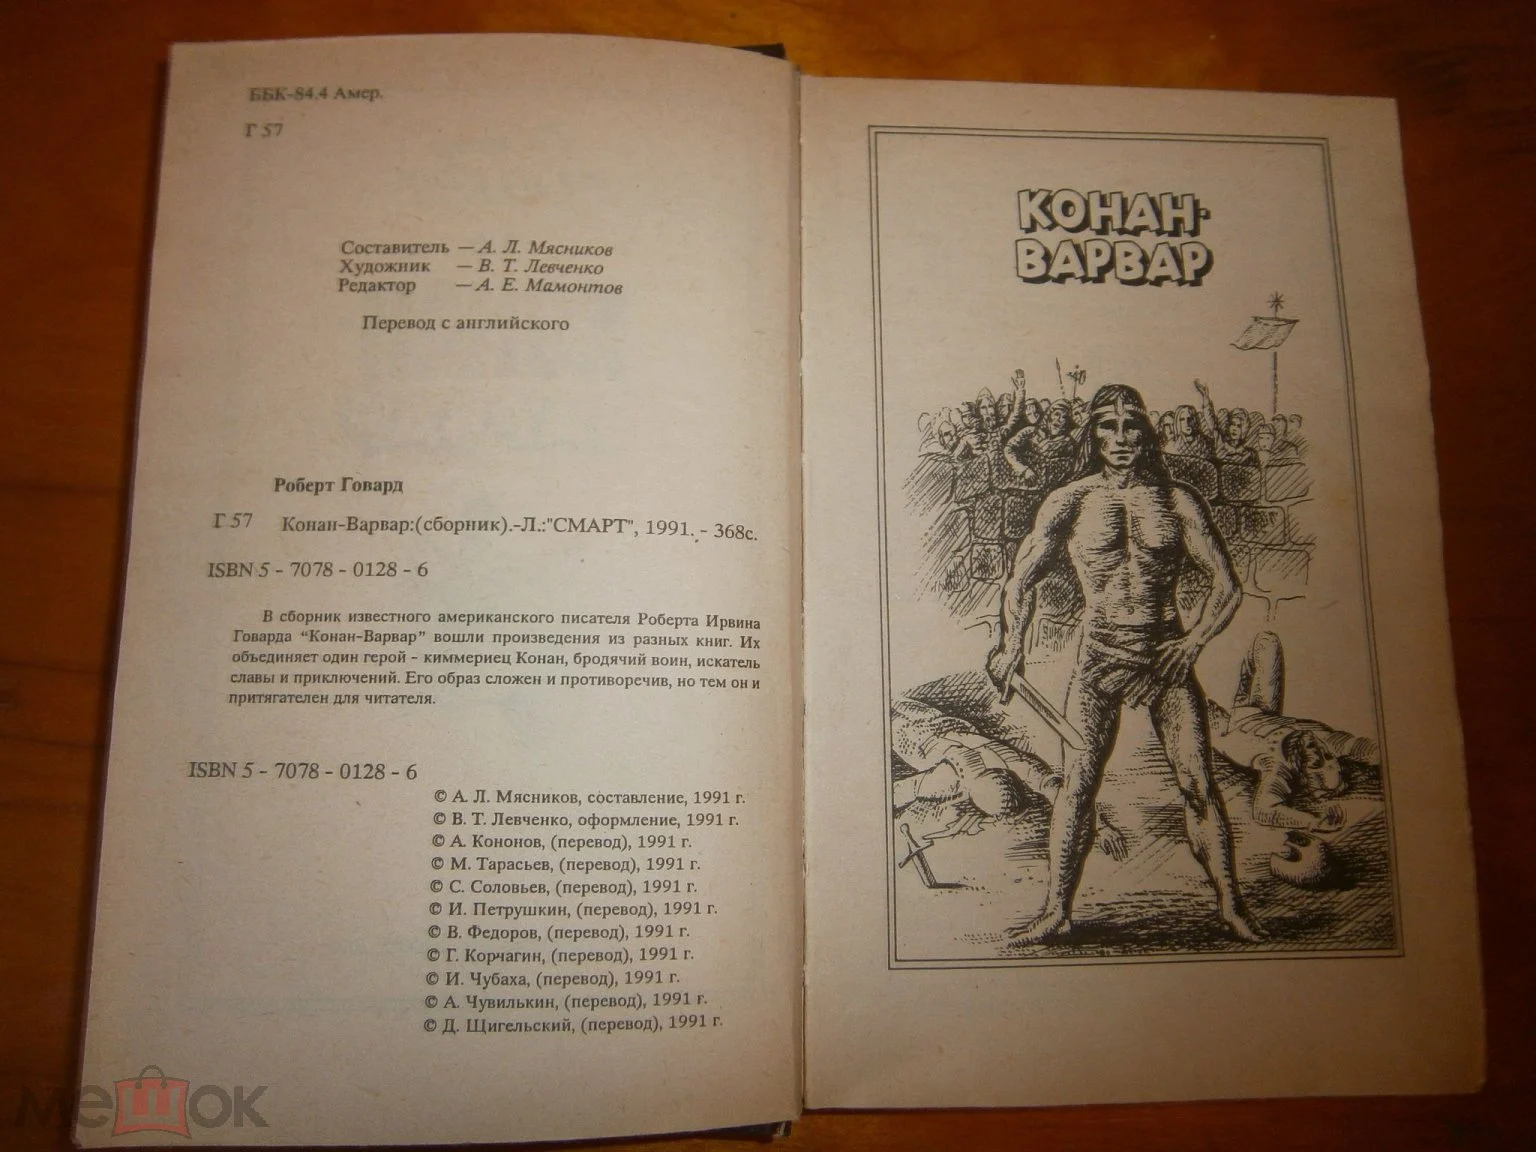 ББК-84.4 Амер.
Г 57
Составитель — А. Л. Мясников
Художник — В. Т. Левченко
Редактор — А. Е. Мамонтов
Перевод с английского
Роберт Говард
Г 57 Конан-Варвар:(сборник).-Л.:"СМАРТ", 1991. - 368с.
ISBN 5 - 7078 - 0128 - 6
В сборник известного американского писателя Роберта Ирвина
Говарда "Конан-Варвар" вошли произведения из разных книг. Их
объединяет один герой - киммериец Конан, бродячий воин, искатель
славы и приключений. Его образ сложен и противоречив, но тем он и
притягателен для читателя.
ISBN 5 - 7078 - 0128 - 6
© А. Л. Мясников, составление, 1991 г.
© В. Т. Левченко, оформление, 1991 г.
© А. Кононов, (перевод), 1991 г.
© М. Тарасьев, (перевод), 1991 г.
© С. Соловьев, (перевод), 1991 г.
© И. Петрушкин, (перевод), 1991 г.
© В. Федоров, (перевод), 1991 г.
© Г. Корчагин, (перевод), 1991 г.
© И. Чубаха, (перевод), 1991 г.
© А. Чувилькин, (перевод), 1991 г.
© Д. Щигельский, (перевод), 1991 г.
КОНАН-
ВАРВАР
мешок